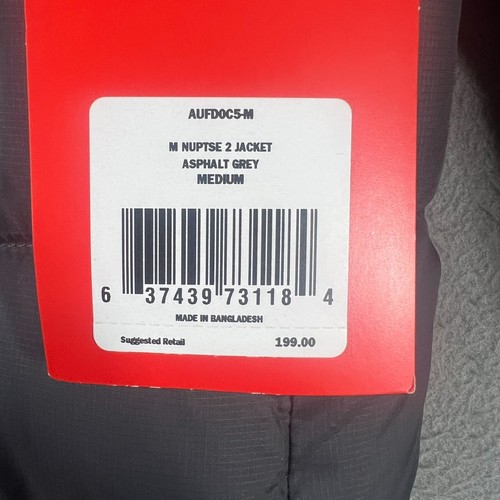 AUFD0C5-M
M NUPTSE 2 JACKET
ASPHALT GREY
MEDIUM
6 37439 73118 4
MADE IN BANGLADESH
Suggested Retail 199.00